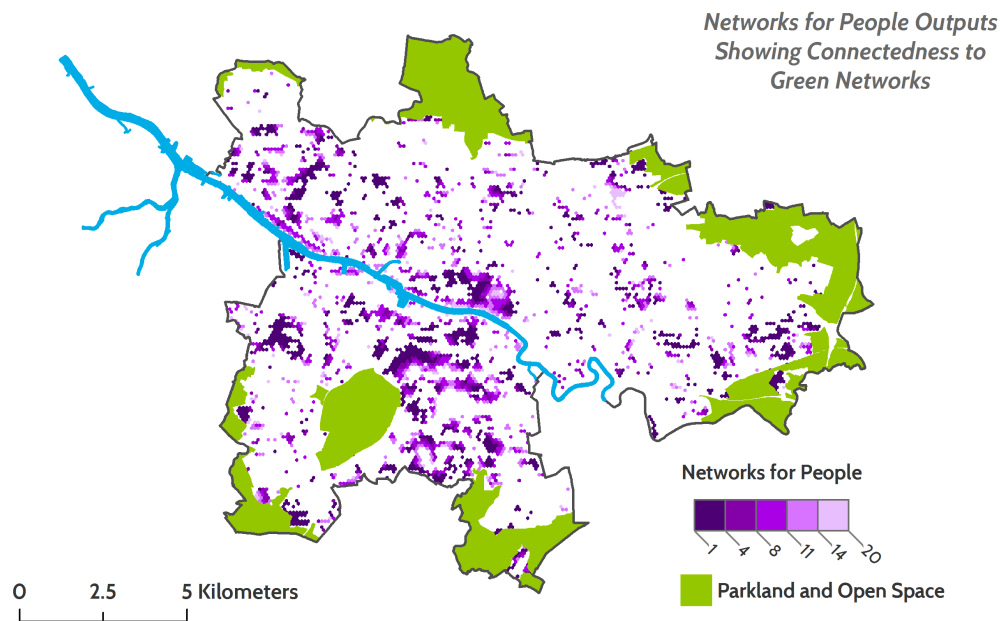 Networks for People Outputs
Showing Connectedness to
Green Networks
Networks for People
1 4 8 11 14 20
Parkland and Open Space
0 2.5 5 Kilometers